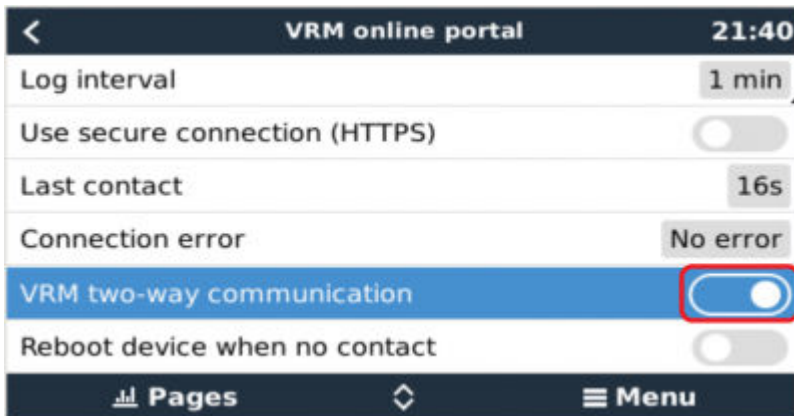 VRM online portal 21:40
Log interval 1 min
Use secure connection (HTTPS)
Last contact 16s
Connection error No error
VRM two-way communication
Reboot device when no contact
Pages Menu